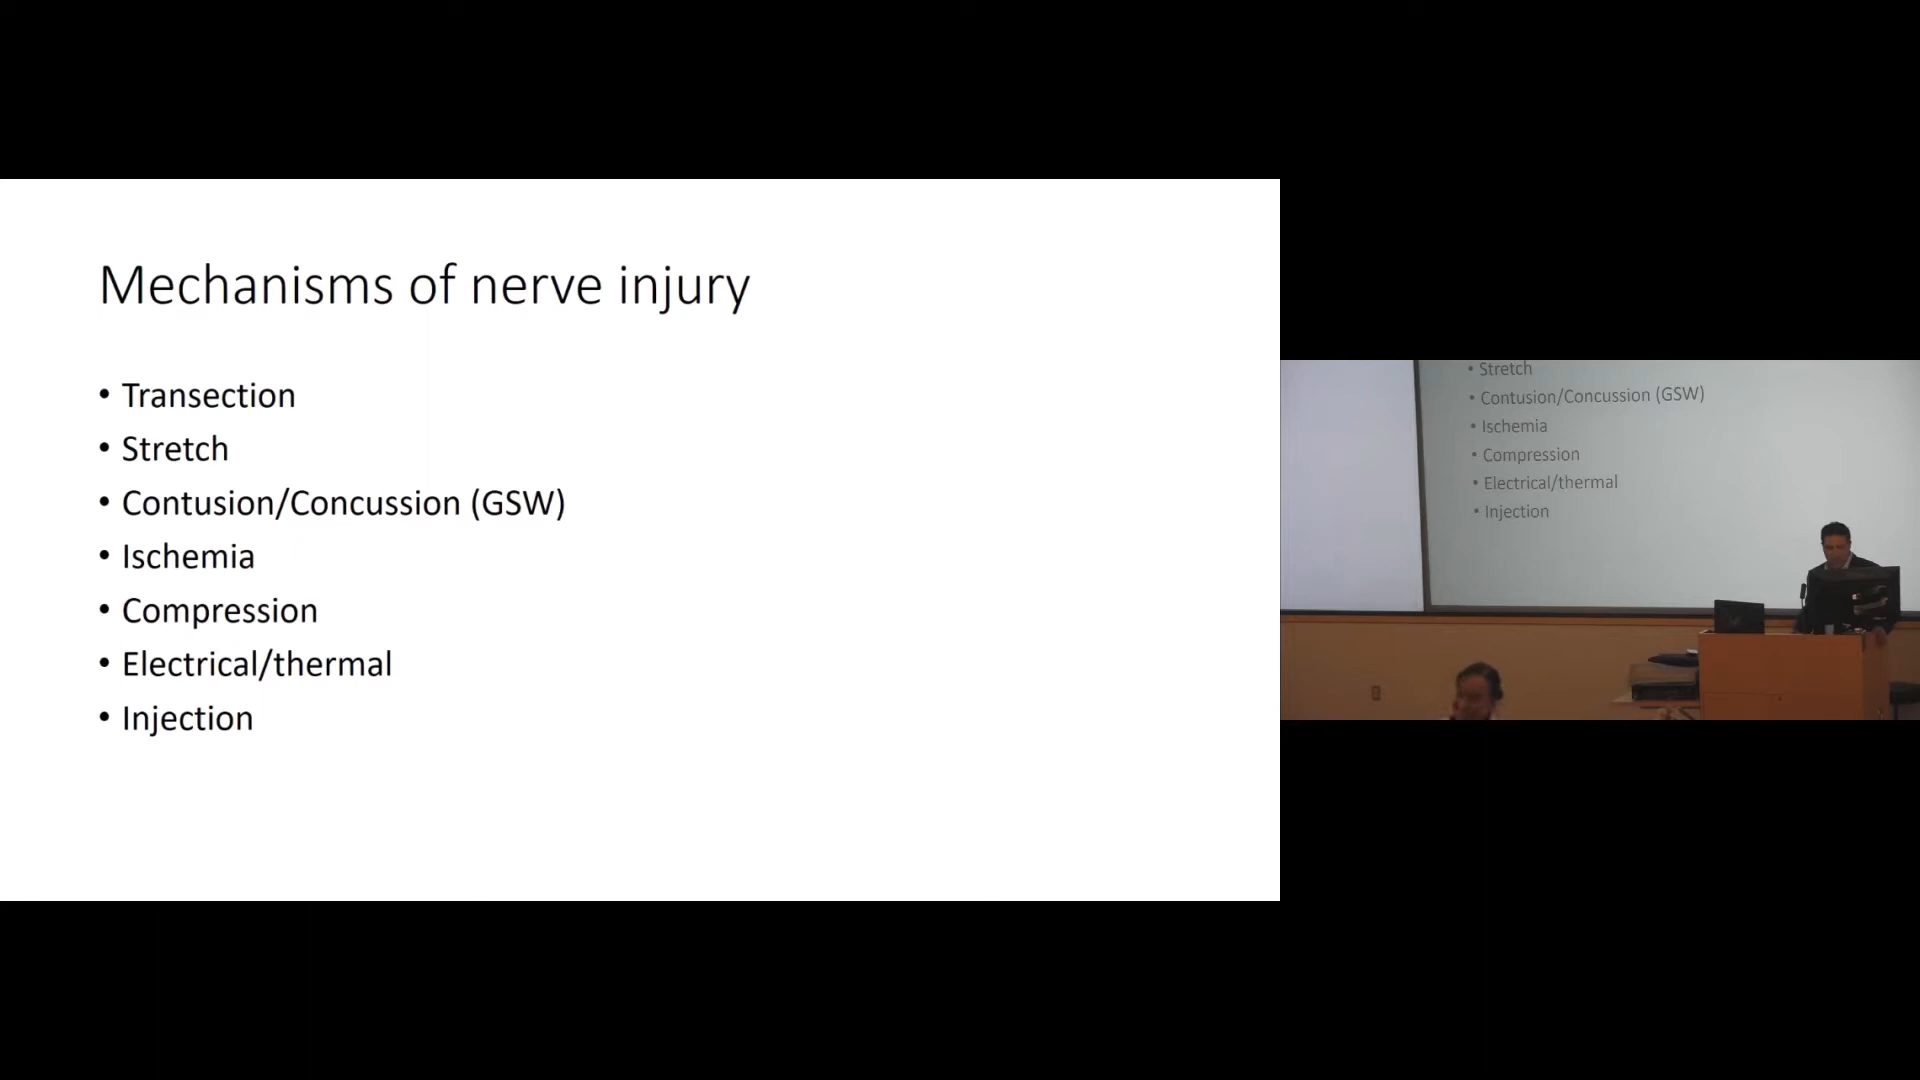 Mechanisms of nerve injury
• Transection
• Stretch
• Contusion/Concussion (GSW)
• Ischemia
• Compression
• Electrical/thermal
• Injection
• Stretch
• Contusion/Concussion (GSW)
• Ischemia
• Compression
• Electrical/thermal
• Injection